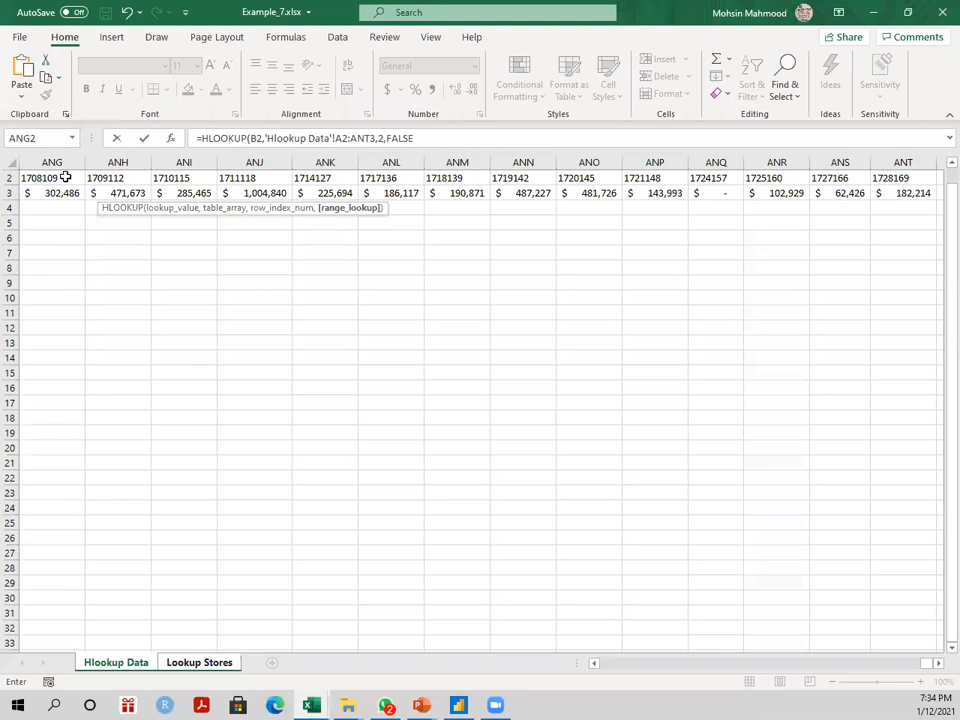 AutoSave Off Example_7.xlsx Search Mohsin Mahmood
File Home Insert Draw Page Layout Formulas Data Review View Help Share Comments
Paste 11 A A ab General Insert Σ
B I U A $ % 9 Conditional Formatting Format as Table Cell Styles Delete Format Sort & Filter Find & Select Ideas Sensitivity
Clipboard Font Alignment Number Styles Cells Editing Ideas Sensitivity
ANG2 fx =HLOOKUP(B2,'Hlookup Data'!A2:ANT3,2,FALSE
ANG ANH ANI ANJ ANK ANL ANM ANN ANO ANP ANQ ANR ANS ANT
2 1708109 1709112 1710115 1711118 1714127 1717136 1718139 1719142 1720145 1721148 1724157 1725160 1727166 1728169
3 $ 302,486 $ 471,673 $ 285,465 $ 1,004,840 $ 225,694 $ 186,117 $ 190,871 $ 487,227 $ 481,726 $ 143,993 $ - $ 102,929 $ 62,426 $ 182,214
4 HLOOKUP(lookup_value, table_array, row_index_num, [range_lookup])
5
6
7
8
9
10
11
12
13
14
15
16
17
18
19
20
21
22
23
24
25
26
27
28
29
30
31
32
33
Hlookup Data Lookup Stores
Enter 100%
7:34 PM
1/12/2021